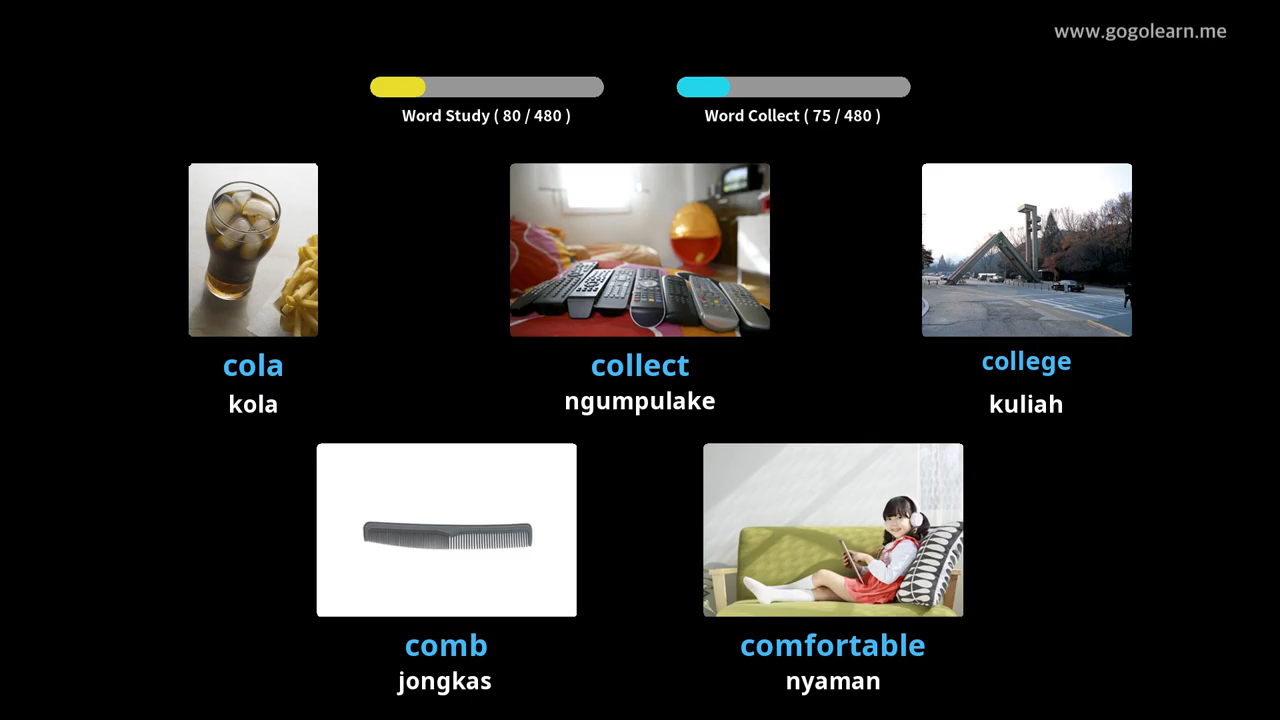 www.gogolearn.me
Word Study ( 80 / 480 )
Word Collect ( 75 / 480 )
cola
kola
collect
ngumpulake
college
kuliah
comb
jongkas
comfortable
nyaman